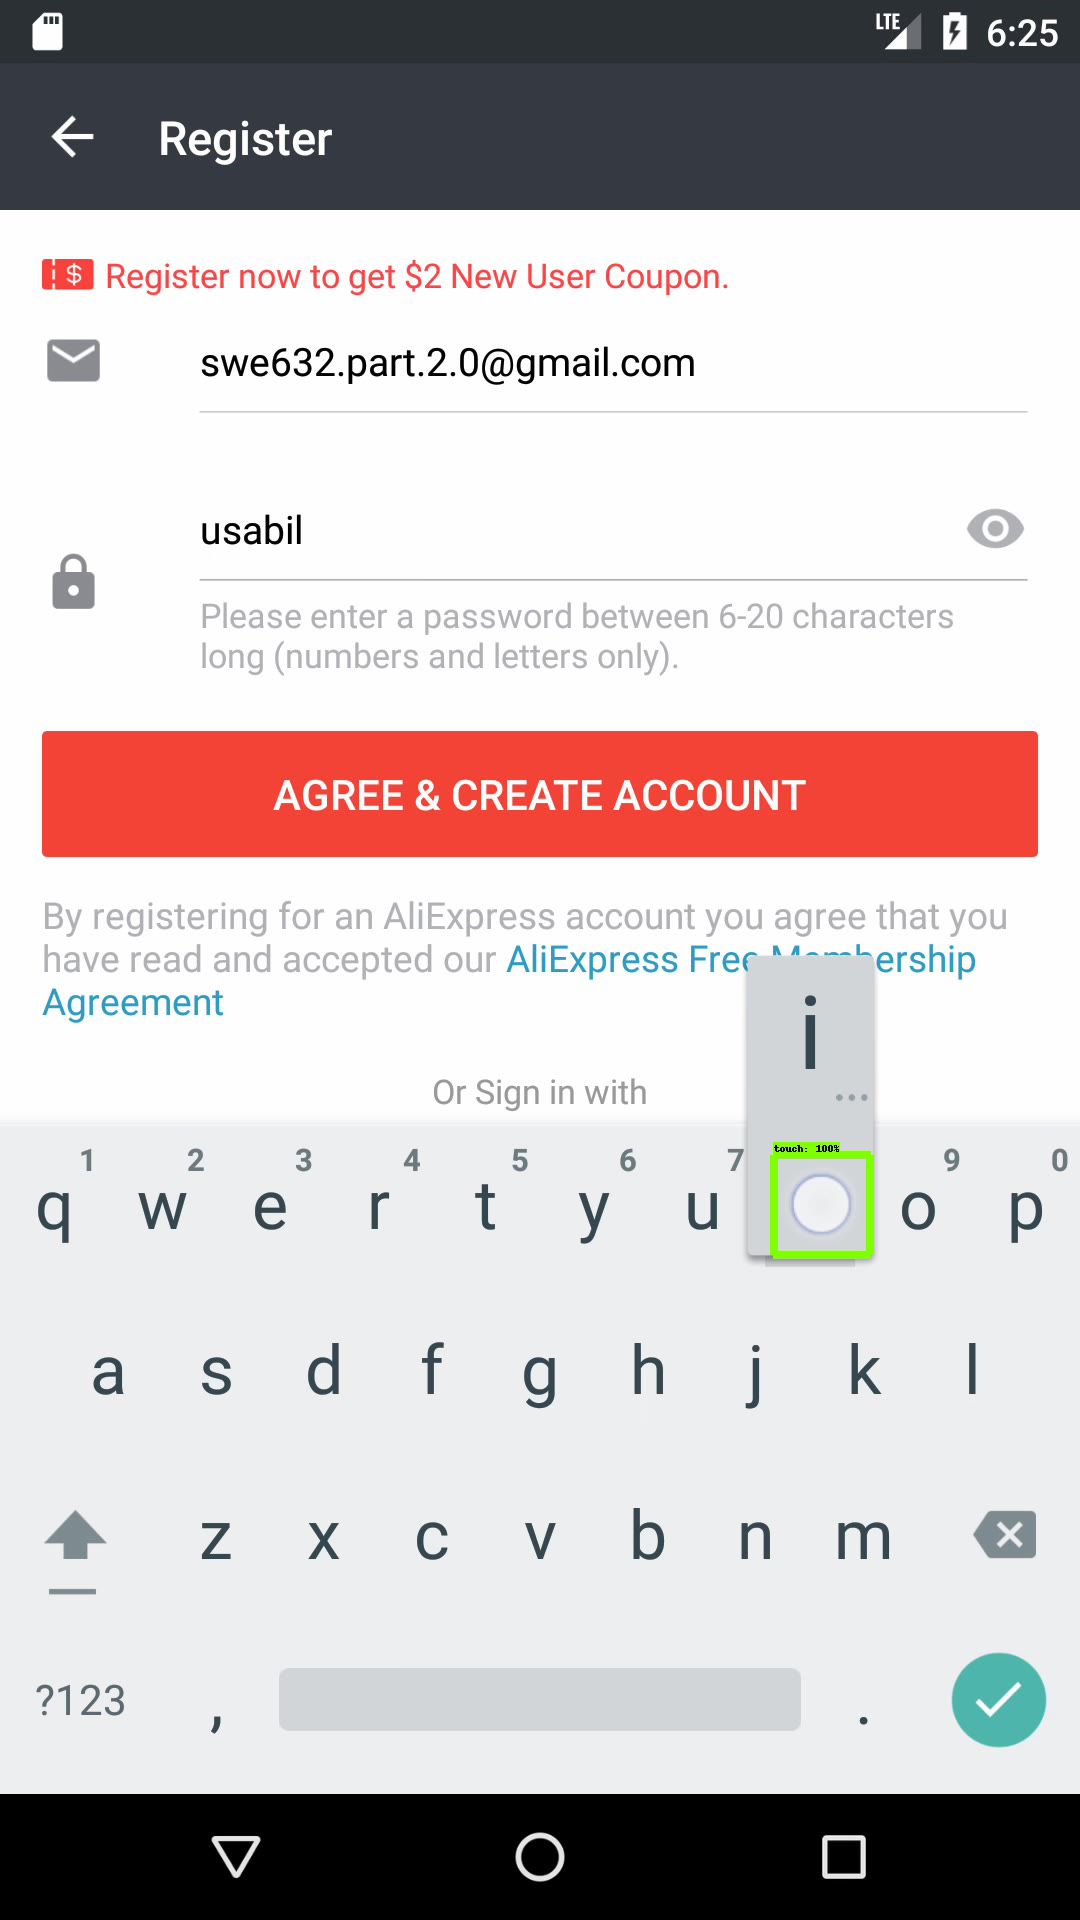 LTE 6:25
Register
$ Register now to get $2 New User Coupon.
swe632.part.2.0@gmail.com
usabil
Please enter a password between 6-20 characters
long (numbers and letters only).
AGREE & CREATE ACCOUNT
By registering for an AliExpress account you agree that you
have read and accepted our AliExpress Free Membership
Agreement
i
...
Or Sign in with
touch: 100%
1 2 3 4 5 6 7 9 0
q w e r t y u o p
a s d f g h j k l
z x c v b n m
?123 , .